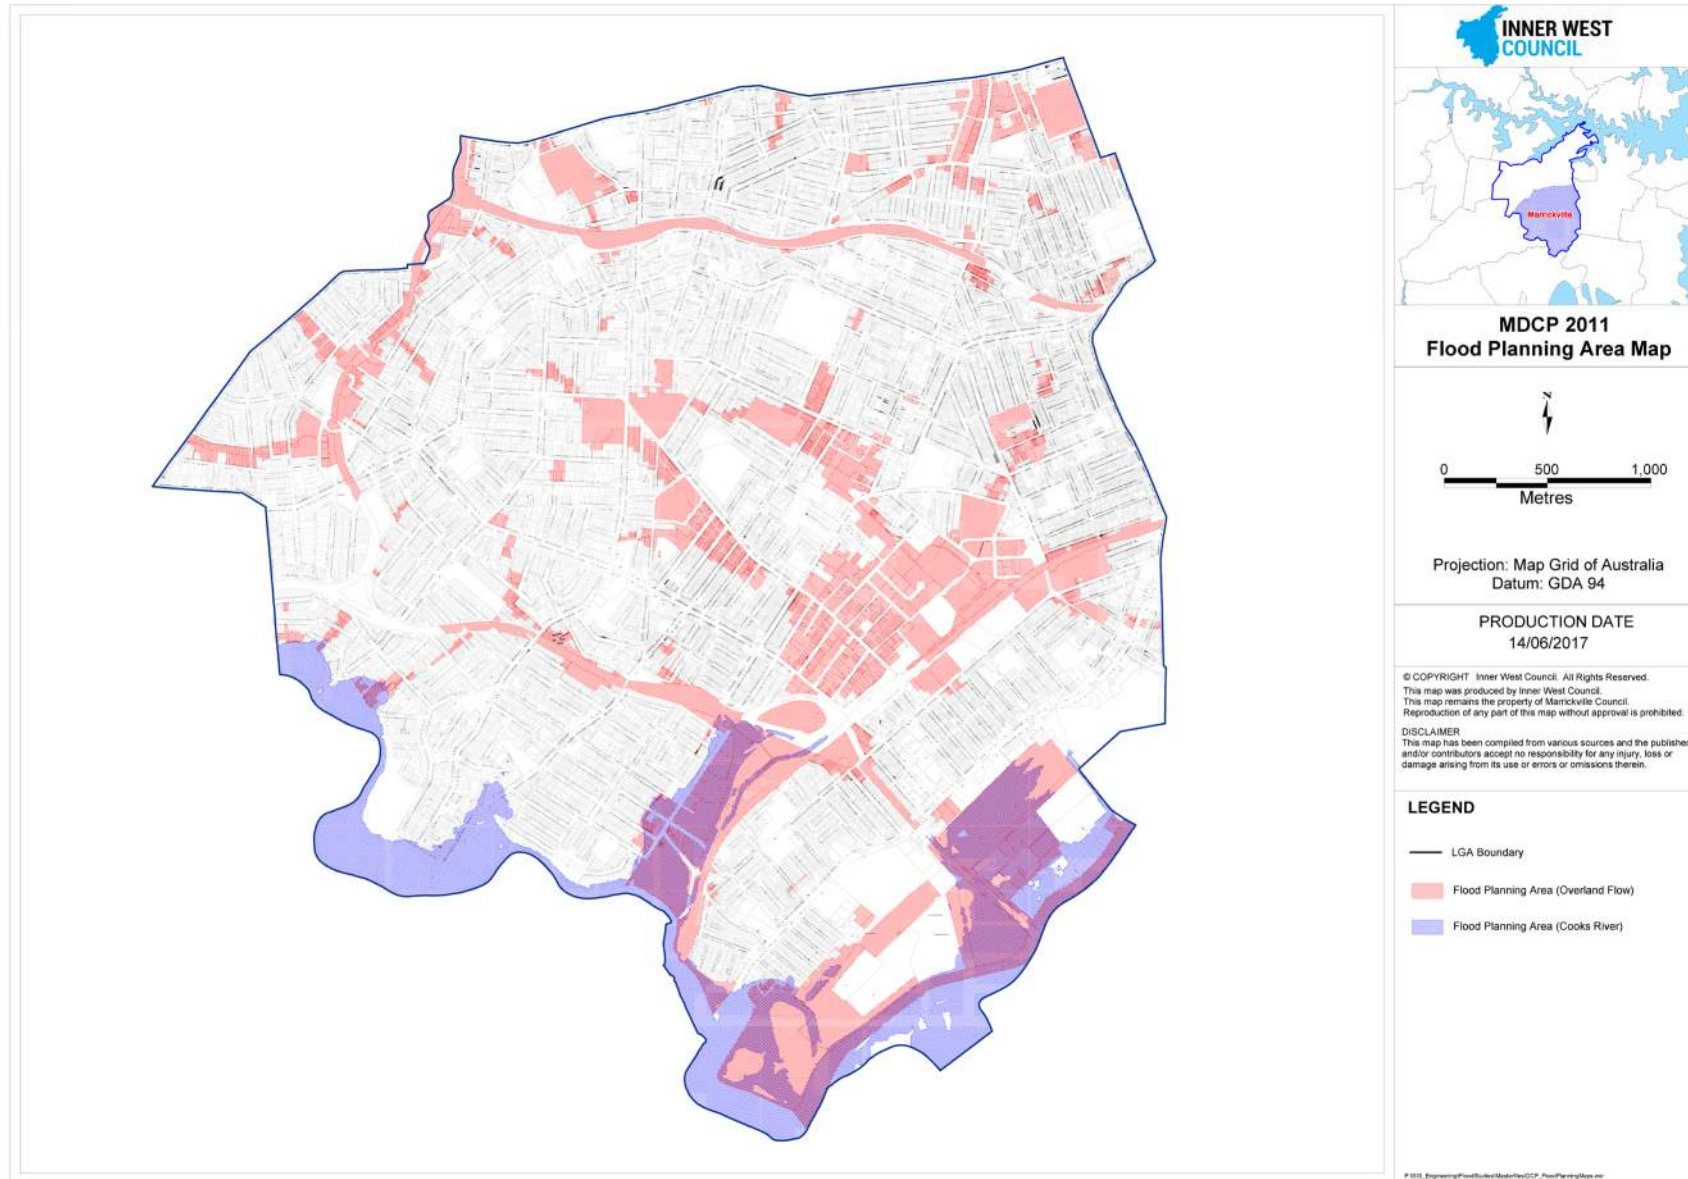 INNER WEST
COUNCIL
Marrickville
MDCP 2011
Flood Planning Area Map
N
0 500 1,000
Metres
Projection: Map Grid of Australia
Datum: GDA 94
PRODUCTION DATE
14/06/2017
© COPYRIGHT Inner West Council. All Rights Reserved.
This map was produced by Inner West Council.
This map remains the property of Marrickville Council.
Reproduction of any part of this map without approval is prohibited.
DISCLAIMER
This map has been compiled from various sources and the publisher
and/or contributors accept no responsibility for any injury, loss or
damage arising from its use or errors or omissions therein.
LEGEND
LGA Boundary
Flood Planning Area (Overland Flow)
Flood Planning Area (Cooks River)